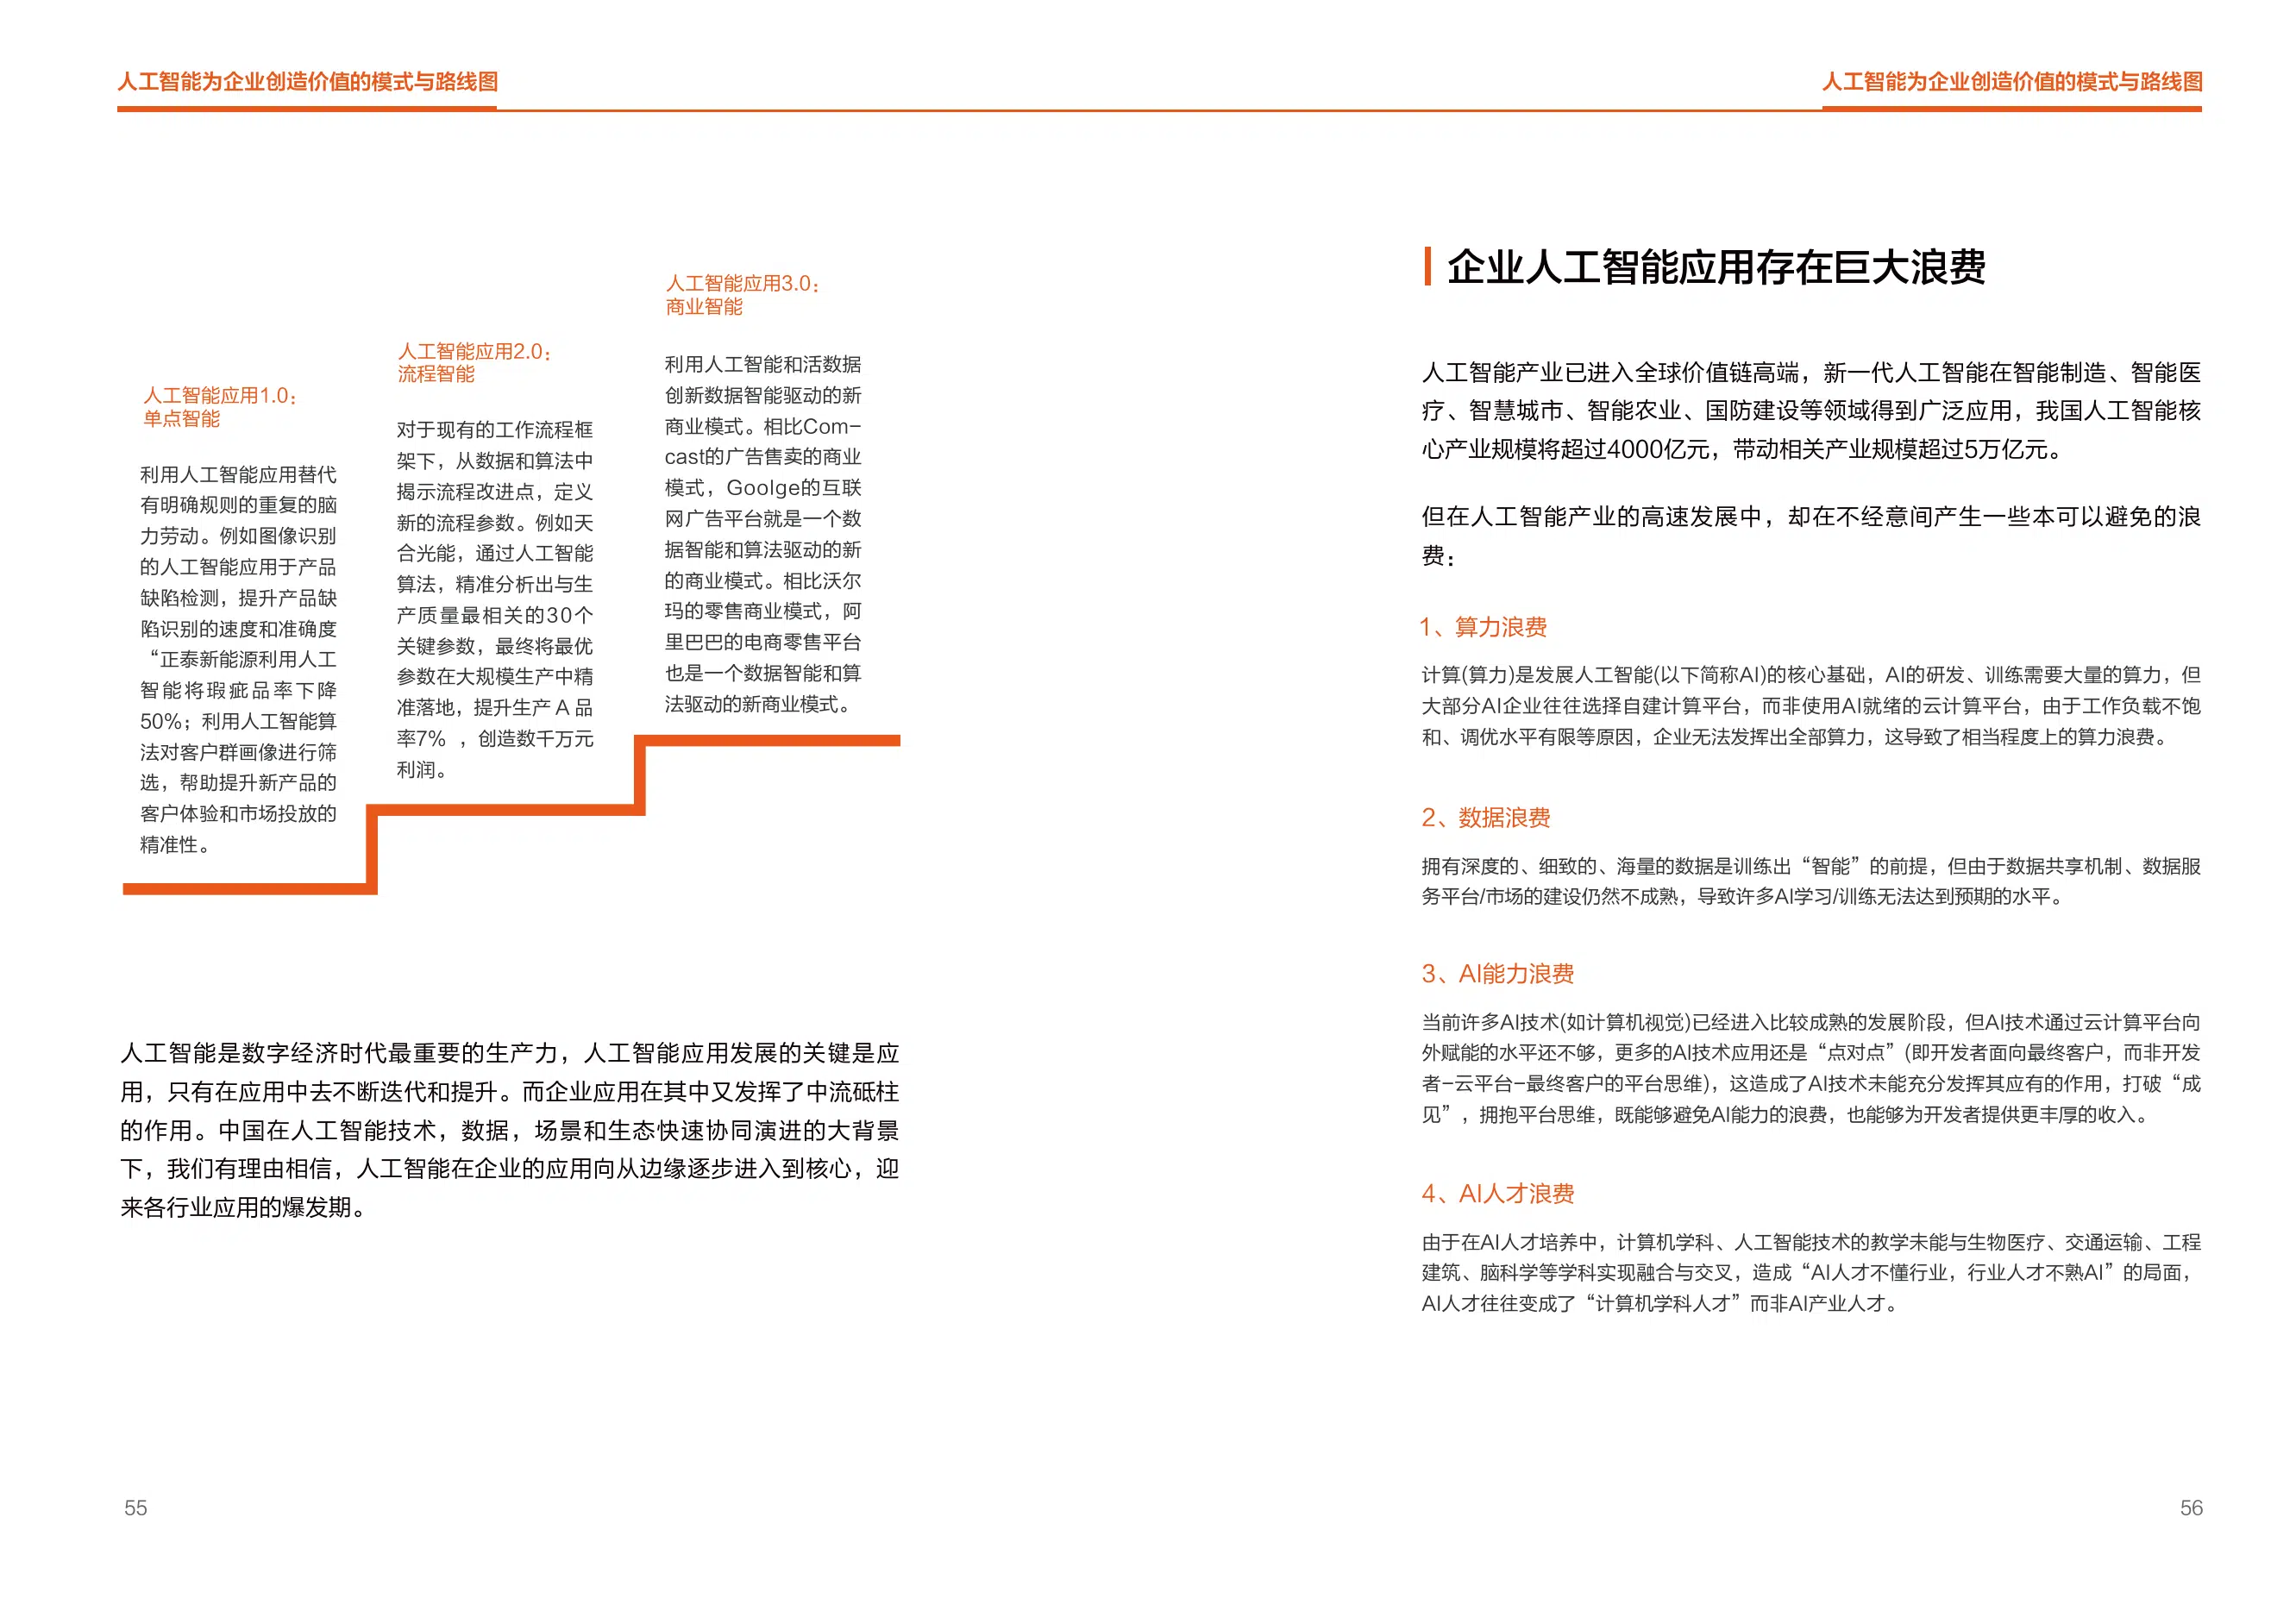 人工智能为企业创造价值的模式与路线图
人工智能应用1.0：
单点智能
利用人工智能应用替代
有明确规则的重复的脑
力劳动。例如图像识别
的人工智能应用于产品
缺陷检测，提升产品缺
陷识别的速度和准确度
“正泰新能源利用人工
智能将瑕疵品率下降
50%；利用人工智能算
法对客户群画像进行筛
选，帮助提升新产品的
客户体验和市场投放的
精准性。
人工智能应用2.0：
流程智能
对于现有的工作流程框
架下，从数据和算法中
揭示流程改进点，定义
新的流程参数。例如天
合光能，通过人工智能
算法，精准分析出与生
产质量最相关的30个
关键参数，最终将最优
参数在大规模生产中精
准落地，提升生产 A 品
率7% ，创造数千万元
利润。
人工智能应用3.0：
商业智能
利用人工智能和活数据
创新数据智能驱动的新
商业模式。相比Com-
cast的广告售卖的商业
模式，Goolge的互联
网广告平台就是一个数
据智能和算法驱动的新
的商业模式。相比沃尔
玛的零售商业模式，阿
里巴巴的电商零售平台
也是一个数据智能和算
法驱动的新商业模式。
人工智能是数字经济时代最重要的生产力，人工智能应用发展的关键是应
用，只有在应用中去不断迭代和提升。而企业应用在其中又发挥了中流砥柱
的作用。中国在人工智能技术，数据，场景和生态快速协同演进的大背景
下，我们有理由相信，人工智能在企业的应用向从边缘逐步进入到核心，迎
来各行业应用的爆发期。
55
人工智能为企业创造价值的模式与路线图
企业人工智能应用存在巨大浪费
人工智能产业已进入全球价值链高端，新一代人工智能在智能制造、智能医
疗、智慧城市、智能农业、国防建设等领域得到广泛应用，我国人工智能核
心产业规模将超过4000亿元，带动相关产业规模超过5万亿元。
但在人工智能产业的高速发展中，却在不经意间产生一些本可以避免的浪
费：
1、算力浪费
计算(算力)是发展人工智能(以下简称AI)的核心基础，AI的研发、训练需要大量的算力，但
大部分AI企业往往选择自建计算平台，而非使用AI就绪的云计算平台，由于工作负载不饱
和、调优水平有限等原因，企业无法发挥出全部算力，这导致了相当程度上的算力浪费。
2、数据浪费
拥有深度的、细致的、海量的数据是训练出“智能”的前提，但由于数据共享机制、数据服
务平台/市场的建设仍然不成熟，导致许多AI学习/训练无法达到预期的水平。
3、AI能力浪费
当前许多AI技术(如计算机视觉)已经进入比较成熟的发展阶段，但AI技术通过云计算平台向
外赋能的水平还不够，更多的AI技术应用还是“点对点”(即开发者面向最终客户，而非开发
者-云平台-最终客户的平台思维)，这造成了AI技术未能充分发挥其应有的作用，打破“成
见”，拥抱平台思维，既能够避免AI能力的浪费，也能够为开发者提供更丰厚的收入。
4、AI人才浪费
由于在AI人才培养中，计算机学科、人工智能技术的教学未能与生物医疗、交通运输、工程
建筑、脑科学等学科实现融合与交叉，造成“AI人才不懂行业，行业人才不熟AI”的局面，
AI人才往往变成了“计算机学科人才”而非AI产业人才。
56